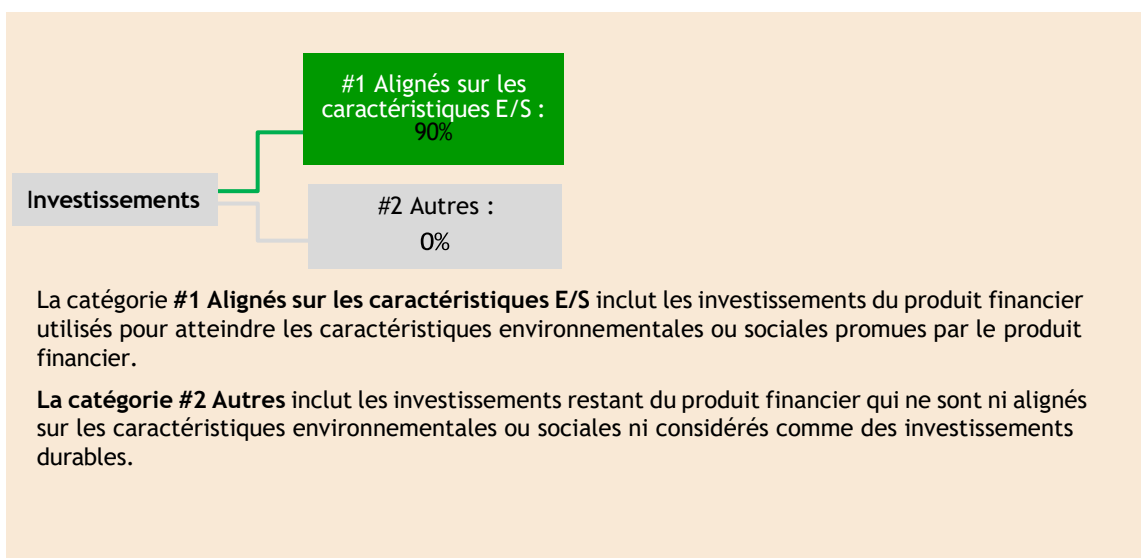 #1 Alignés sur les
caractéristiques E/S :
90%
Investissements
#2 Autres :
0%
La catégorie #1 Alignés sur les caractéristiques E/S inclut les investissements du produit financier
utilisés pour atteindre les caractéristiques environnementales ou sociales promues par le produit
financier.
La catégorie #2 Autres inclut les investissements restant du produit financier qui ne sont ni alignés
sur les caractéristiques environnementales ou sociales ni considérés comme des investissements
durables.